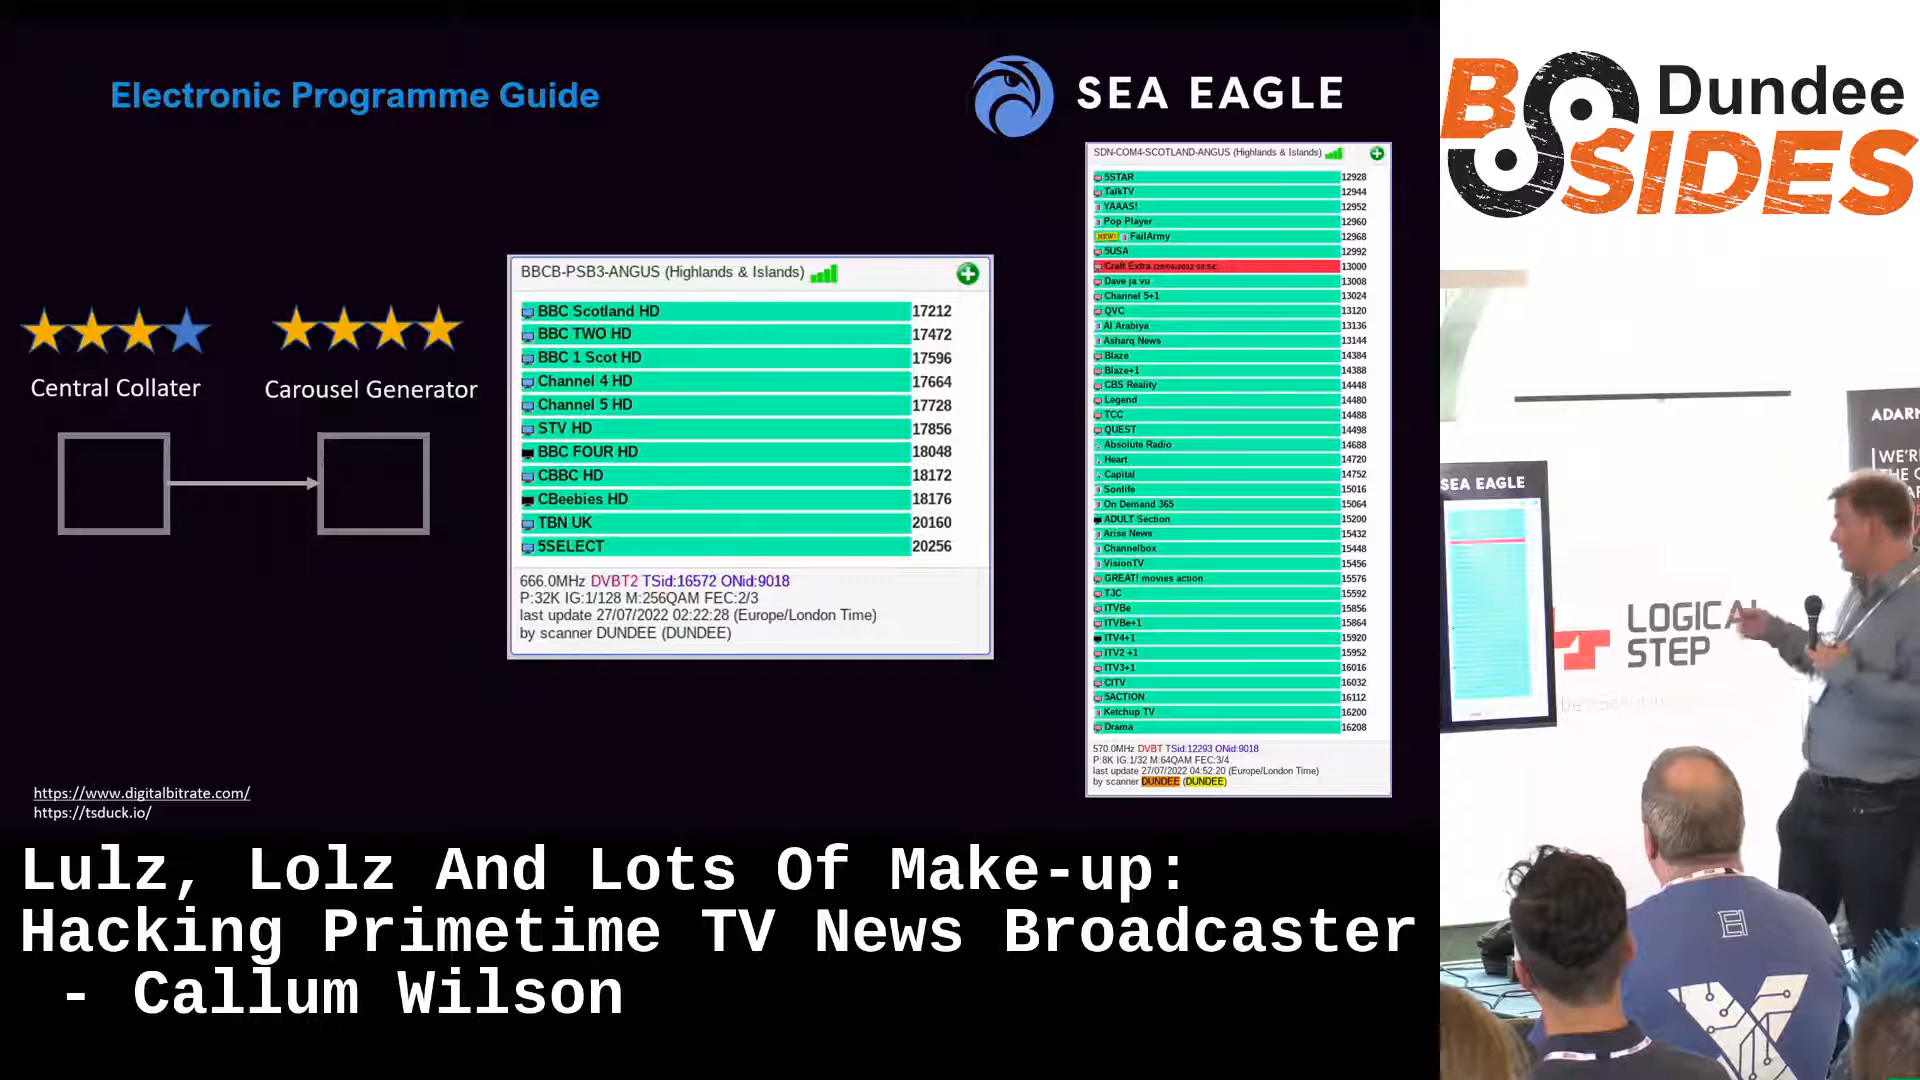 Electronic Programme Guide
SEA EAGLE
Central Collater
Carousel Generator
BBCB-PSB3-ANGUS (Highlands & Islands)
BBC Scotland HD 17212
BBC TWO HD 17472
BBC 1 Scot HD 17596
Channel 4 HD 17664
Channel 5 HD 17728
STV HD 17856
BBC FOUR HD 18048
CBBC HD 18172
CBeebies HD 18176
TBN UK 20160
5SELECT 20256
666.0MHz DVBT2 TSid:16572 ONid:9018
P:32K IG:1/128 M:256QAM FEC:2/3
last update 27/07/2022 02:22:28 (Europe/London Time)
by scanner DUNDEE (DUNDEE)
SDN-COM4-SCOTLAND-ANGUS (Highlands & Islands)
5STAR 12928
TalkTV 12944
YAAAS! 12952
Pop Player 12960
NEW! FailArmy 12968
5USA 12992
Craft Extra 13000
Dave ja vu 13008
Channel 5+1 13024
QVC 13120
Al Arabiya 13136
Asharq News 13144
Blaze 14384
Blaze+1 14388
CBS Reality 14448
Legend 14480
TCC 14488
QUEST 14498
Absolute Radio 14688
Heart 14720
Capital 14752
Sonlife 15016
On Demand 365 15064
ADULT Section 15200
Arise News 15432
Channelbox 15448
VisionTV 15456
GREAT! movies action 15576
TJC 15592
ITVBe 15856
ITVBe+1 15864
ITV4+1 15920
ITV2 +1 15952
ITV3+1 16016
CITV 16032
5ACTION 16112
Ketchup TV 16200
Drama 16208
570.0MHz DVBT TSid:12293 ONid:9018
P:8K IG:1/32 M:64QAM FEC:3/4
last update 27/07/2022 04:52:20 (Europe/London Time)
by scanner DUNDEE (DUNDEE)
https://www.digitalbitrate.com/
https://tsduck.io/
Lulz, Lolz And Lots Of Make-up:
Hacking Primetime TV News Broadcaster
- Callum Wilson
Dundee
BSIDES
SEA EAGLE
LOGICAL
STEP
WE'R